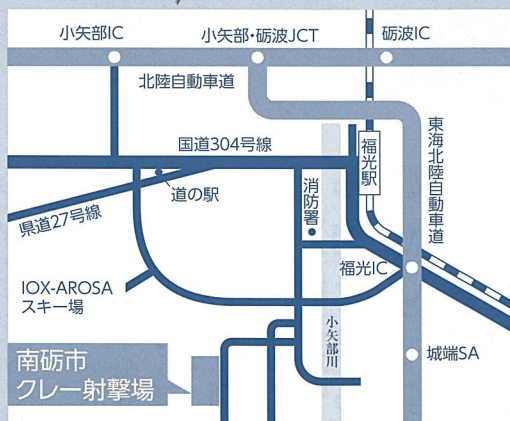 小矢部IC
小矢部・砺波JCT
砺波IC
北陸自動車道
東海北陸自動車道
国道304号線
福光駅
道の駅
消防署
県道27号線
福光IC
IOX-AROSA
スキー場
小矢部川
城端SA
南砺市
クレー射撃場